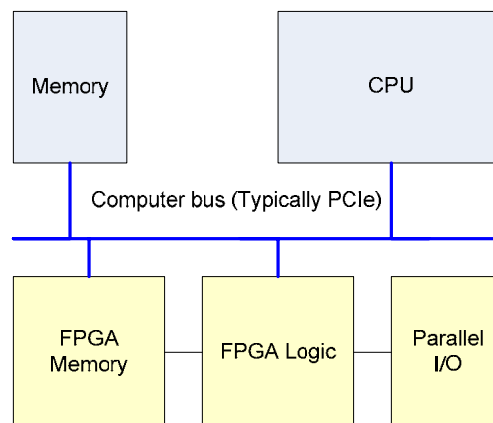 Memory
CPU
Computer bus (Typically PCIe)
FPGA
Memory
FPGA Logic
Parallel
I/O